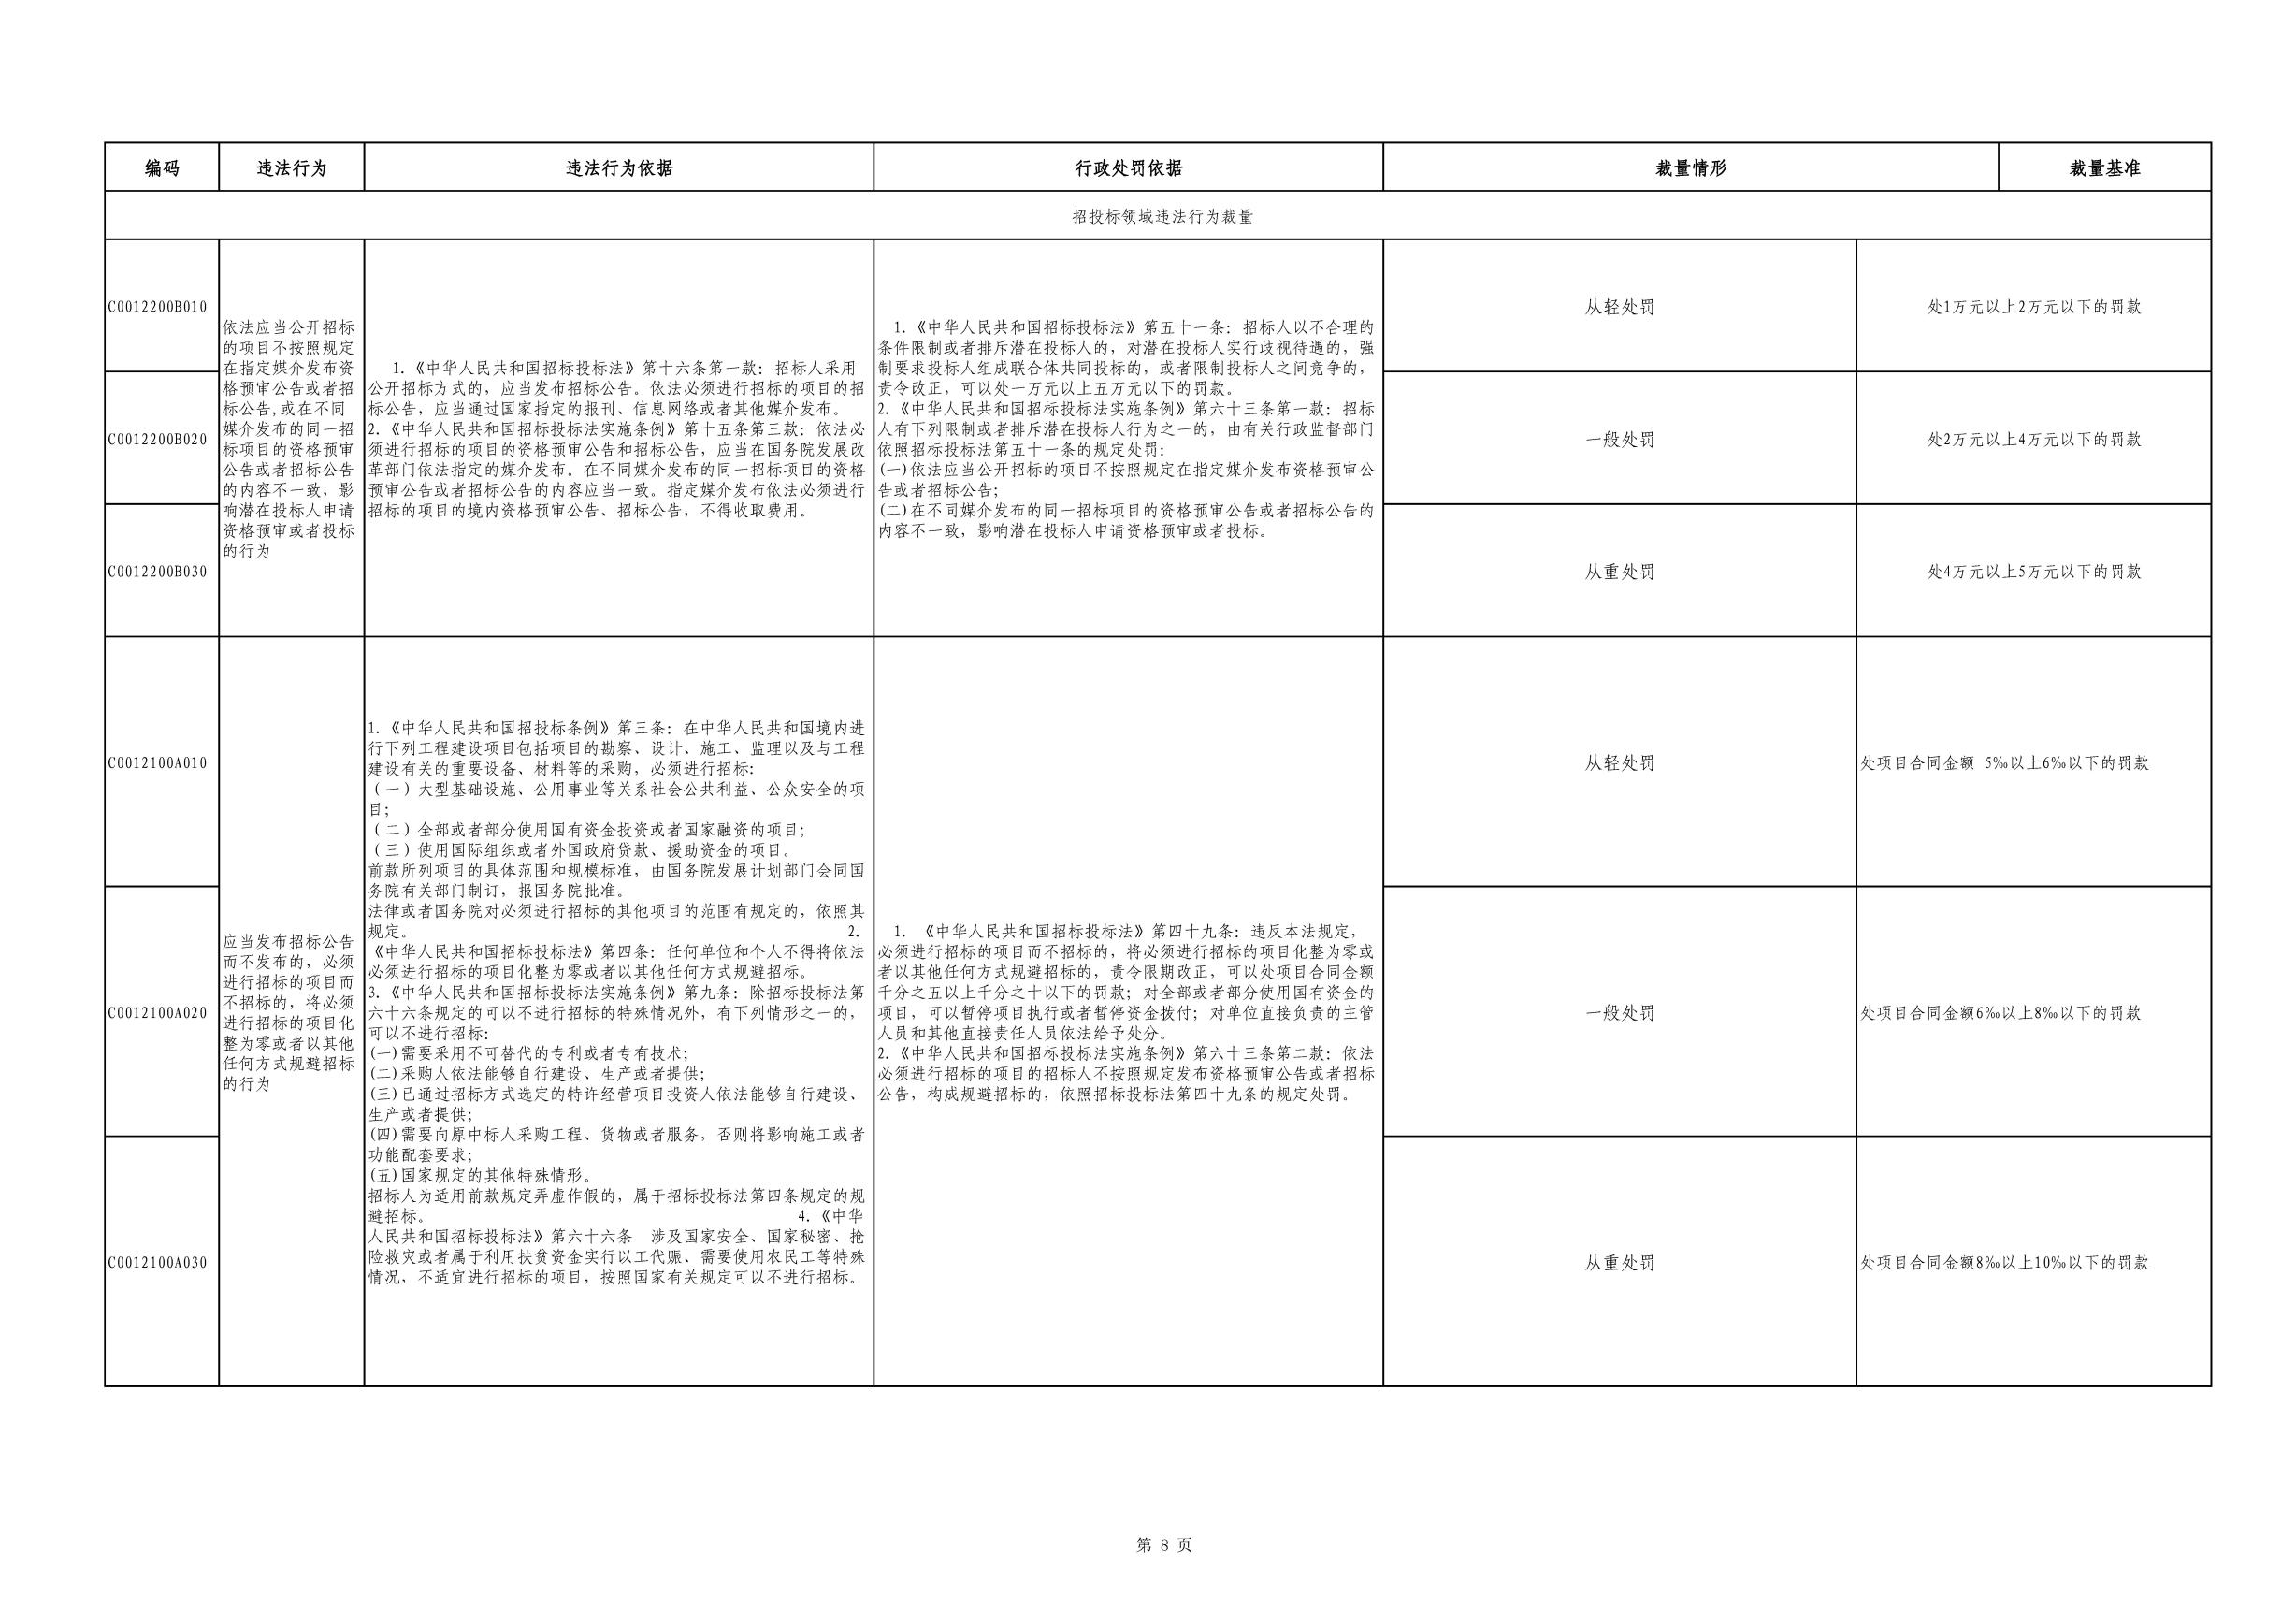 编码 违法行为 违法行为依据 行政处罚依据 裁量情形 裁量基准
招投标领域违法行为裁量
C0012200B010
C0012200B020
C0012200B030
依法应当公开招标
的项目不按照规定
在指定媒介发布资
格预审公告或者招
标公告,或在不同
媒介发布的同一招
标项目的资格预审
公告或者招标公告
的内容不一致，影
响潜在投标人申请
资格预审或者投标
的行为
1.《中华人民共和国招标投标法》第十六条第一款：招标人采用
公开招标方式的，应当发布招标公告。依法必须进行招标的项目的招
标公告，应当通过国家指定的报刊、信息网络或者其他媒介发布。
2.《中华人民共和国招标投标法实施条例》第十五条第三款：依法必
须进行招标的项目的资格预审公告和招标公告，应当在国务院发展改
革部门依法指定的媒介发布。在不同媒介发布的同一招标项目的资格
预审公告或者招标公告的内容应当一致。指定媒介发布依法必须进行
招标的项目的境内资格预审公告、招标公告，不得收取费用。
1.《中华人民共和国招标投标法》第五十一条：招标人以不合理的
条件限制或者排斥潜在投标人的，对潜在投标人实行歧视待遇的，强
制要求投标人组成联合体共同投标的，或者限制投标人之间竞争的，
责令改正，可以处一万元以上五万元以下的罚款。
2.《中华人民共和国招标投标法实施条例》第六十三条第一款：招标
人有下列限制或者排斥潜在投标人行为之一的，由有关行政监督部门
依照招标投标法第五十一条的规定处罚：
(一)依法应当公开招标的项目不按照规定在指定媒介发布资格预审公
告或者招标公告；
(二)在不同媒介发布的同一招标项目的资格预审公告或者招标公告的
内容不一致，影响潜在投标人申请资格预审或者投标。
从轻处罚 处1万元以上2万元以下的罚款
一般处罚 处2万元以上4万元以下的罚款
从重处罚 处4万元以上5万元以下的罚款
C0012100A010
C0012100A020
C0012100A030
应当发布招标公告
而不发布的，必须
进行招标的项目而
不招标的，将必须
进行招标的项目化
整为零或者以其他
任何方式规避招标
的行为
1.《中华人民共和国招投标条例》第三条：在中华人民共和国境内进
行下列工程建设项目包括项目的勘察、设计、施工、监理以及与工程
建设有关的重要设备、材料等的采购，必须进行招标：
（一）大型基础设施、公用事业等关系社会公共利益、公众安全的项
目；
（二）全部或者部分使用国有资金投资或者国家融资的项目；
（三）使用国际组织或者外国政府贷款、援助资金的项目。
前款所列项目的具体范围和规模标准，由国务院发展计划部门会同国
务院有关部门制订，报国务院批准。
法律或者国务院对必须进行招标的其他项目的范围有规定的，依照其
规定。 2.
《中华人民共和国招标投标法》第四条：任何单位和个人不得将依法
必须进行招标的项目化整为零或者以其他任何方式规避招标。
3.《中华人民共和国招标投标法实施条例》第九条：除招标投标法第
六十六条规定的可以不进行招标的特殊情况外，有下列情形之一的，
可以不进行招标：
(一)需要采用不可替代的专利或者专有技术；
(二)采购人依法能够自行建设、生产或者提供；
(三)已通过招标方式选定的特许经营项目投资人依法能够自行建设、
生产或者提供；
(四)需要向原中标人采购工程、货物或者服务，否则将影响施工或者
功能配套要求；
(五)国家规定的其他特殊情形。
招标人为适用前款规定弄虚作假的，属于招标投标法第四条规定的规
避招标。 4.《中华
人民共和国招标投标法》第六十六条 涉及国家安全、国家秘密、抢
险救灾或者属于利用扶贫资金实行以工代赈、需要使用农民工等特殊
情况，不适宜进行招标的项目，按照国家有关规定可以不进行招标。
1. 《中华人民共和国招标投标法》第四十九条：违反本法规定，
必须进行招标的项目而不招标的，将必须进行招标的项目化整为零或
者以其他任何方式规避招标的，责令限期改正，可以处项目合同金额
千分之五以上千分之十以下的罚款；对全部或者部分使用国有资金的
项目，可以暂停项目执行或者暂停资金拨付；对单位直接负责的主管
人员和其他直接责任人员依法给予处分。
2.《中华人民共和国招标投标法实施条例》第六十三条第二款：依法
必须进行招标的项目的招标人不按照规定发布资格预审公告或者招标
公告，构成规避招标的，依照招标投标法第四十九条的规定处罚。
从轻处罚 处项目合同金额 5‰以上6‰以下的罚款
一般处罚 处项目合同金额6‰以上8‰以下的罚款
从重处罚 处项目合同金额8‰以上10‰以下的罚款
第 8 页